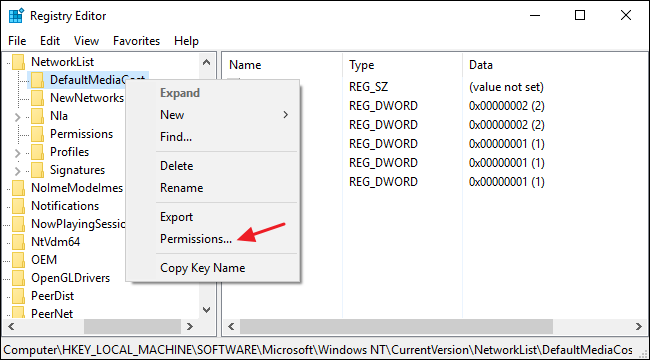 Registry Editor
File Edit View Favorites Help
NetworkList
DefaultMediaCost
NewNetworks
Nla
Permissions
Profiles
Signatures
NoImeModeImes
Notifications
NowPlayingSessio
NtVdm64
OEM
OpenGLDrivers
PeerDist
PeerNet
Expand
New
Find...
Delete
Rename
Export
Permissions...
Copy Key Name
Name Type Data
REG_SZ (value not set)
REG_DWORD 0x00000002 (2)
REG_DWORD 0x00000002 (2)
REG_DWORD 0x00000001 (1)
REG_DWORD 0x00000001 (1)
REG_DWORD 0x00000001 (1)
Computer\HKEY_LOCAL_MACHINE\SOFTWARE\Microsoft\Windows NT\CurrentVersion\NetworkList\DefaultMediaCos